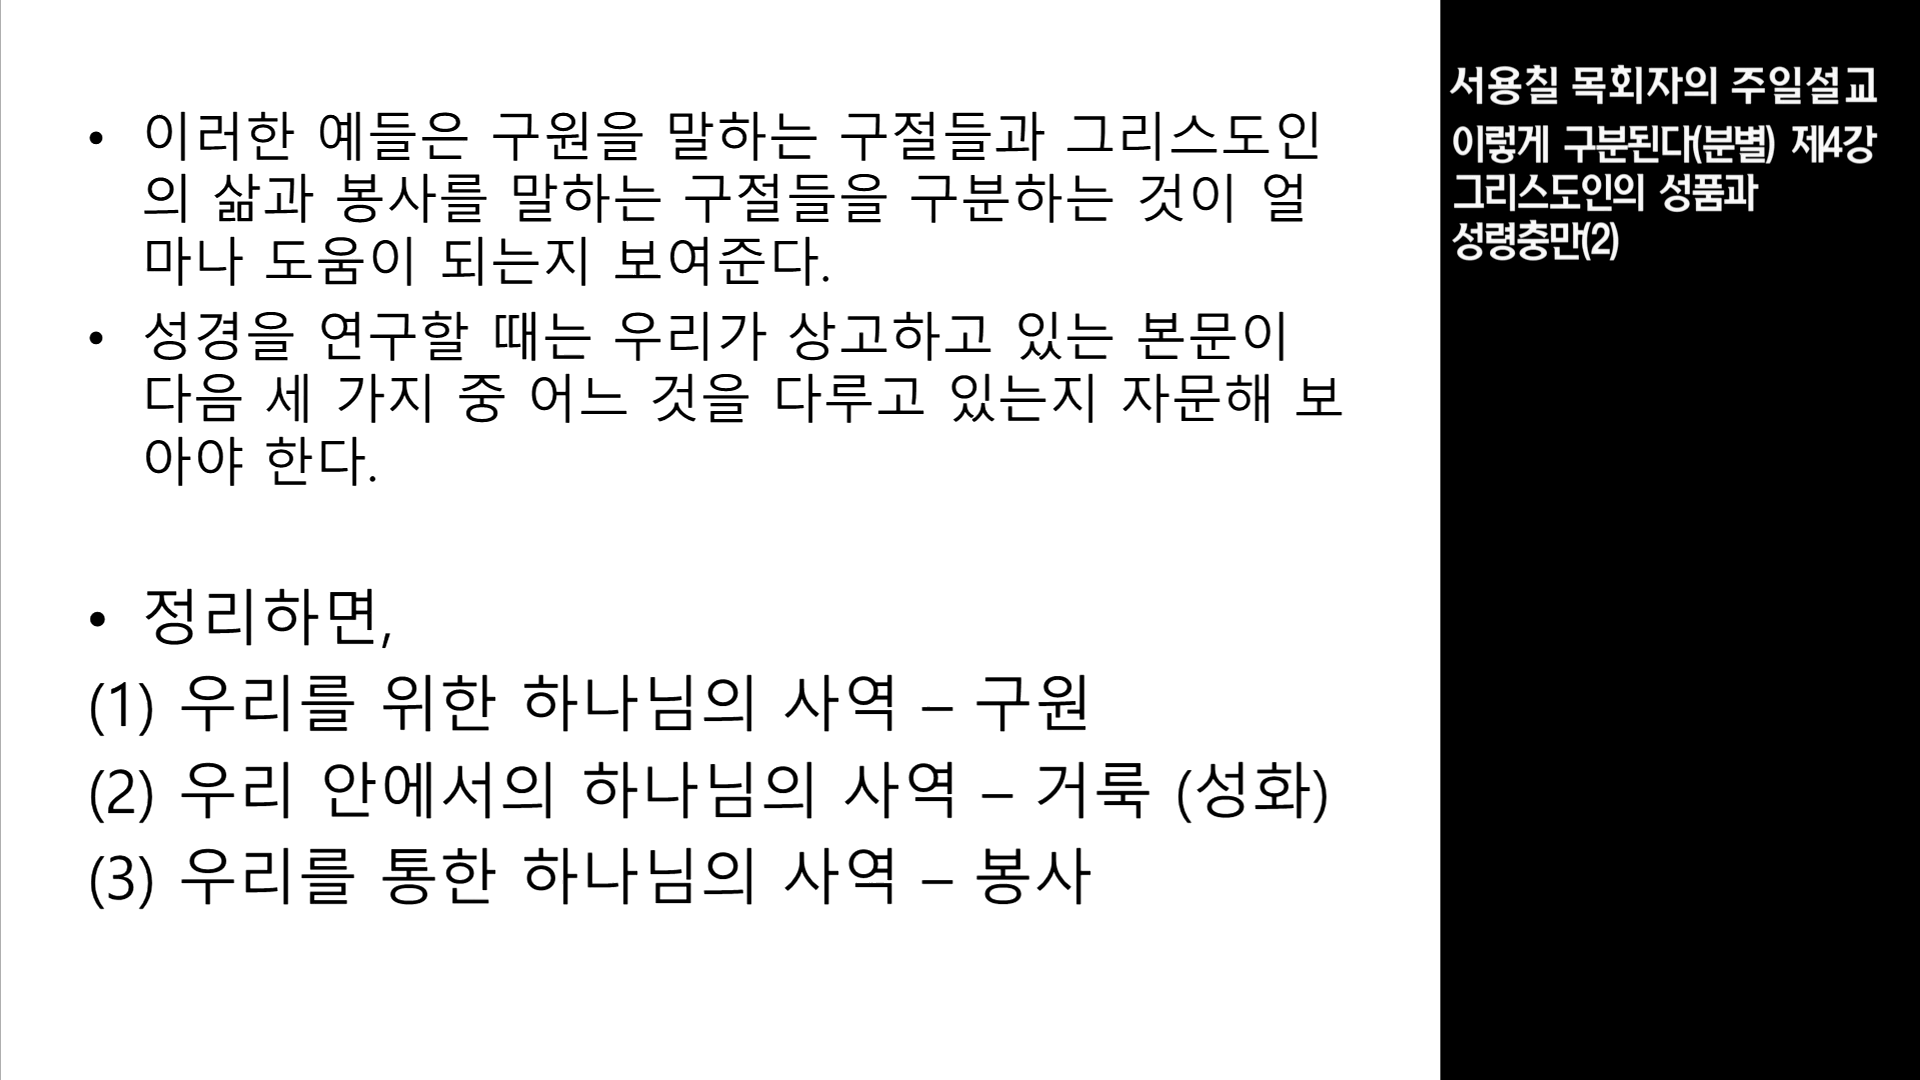 • 이러한 예들은 구원을 말하는 구절들과 그리스도인
의 삶과 봉사를 말하는 구절들을 구분하는 것이 얼
마나 도움이 되는지 보여준다.
• 성경을 연구할 때는 우리가 상고하고 있는 본문이
다음 세 가지 중 어느 것을 다루고 있는지 자문해 보
아야 한다.
• 정리하면,
(1) 우리를 위한 하나님의 사역 – 구원
(2) 우리 안에서의 하나님의 사역 – 거룩 (성화)
(3) 우리를 통한 하나님의 사역 – 봉사
서용칠 목회자의 주일설교
이렇게 구분된다(분별) 제4강
그리스도인의 성품과
성령충만(2)